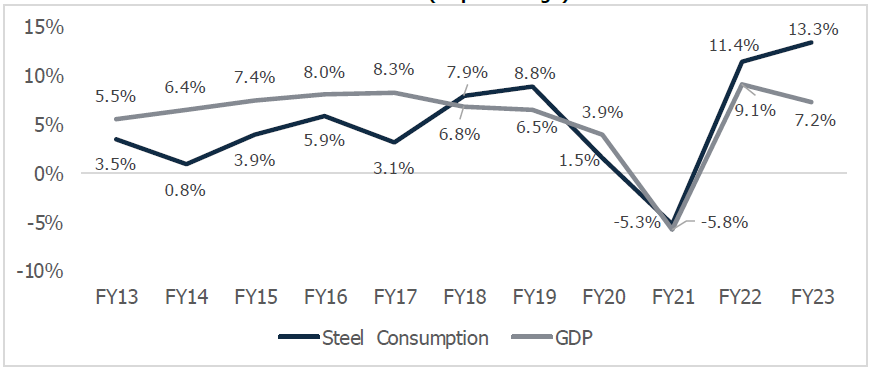 15%
10%
5%
0%
-5%
-10%
5.5% 6.4% 7.4% 8.0% 8.3% 7.9% 8.8% 3.9% 11.4% 13.3%
3.5% 0.8% 3.9% 5.9% 3.1% 6.8% 6.5% 1.5% -5.3% -5.8% 9.1% 7.2%
FY13 FY14 FY15 FY16 FY17 FY18 FY19 FY20 FY21 FY22 FY23
Steel Consumption GDP